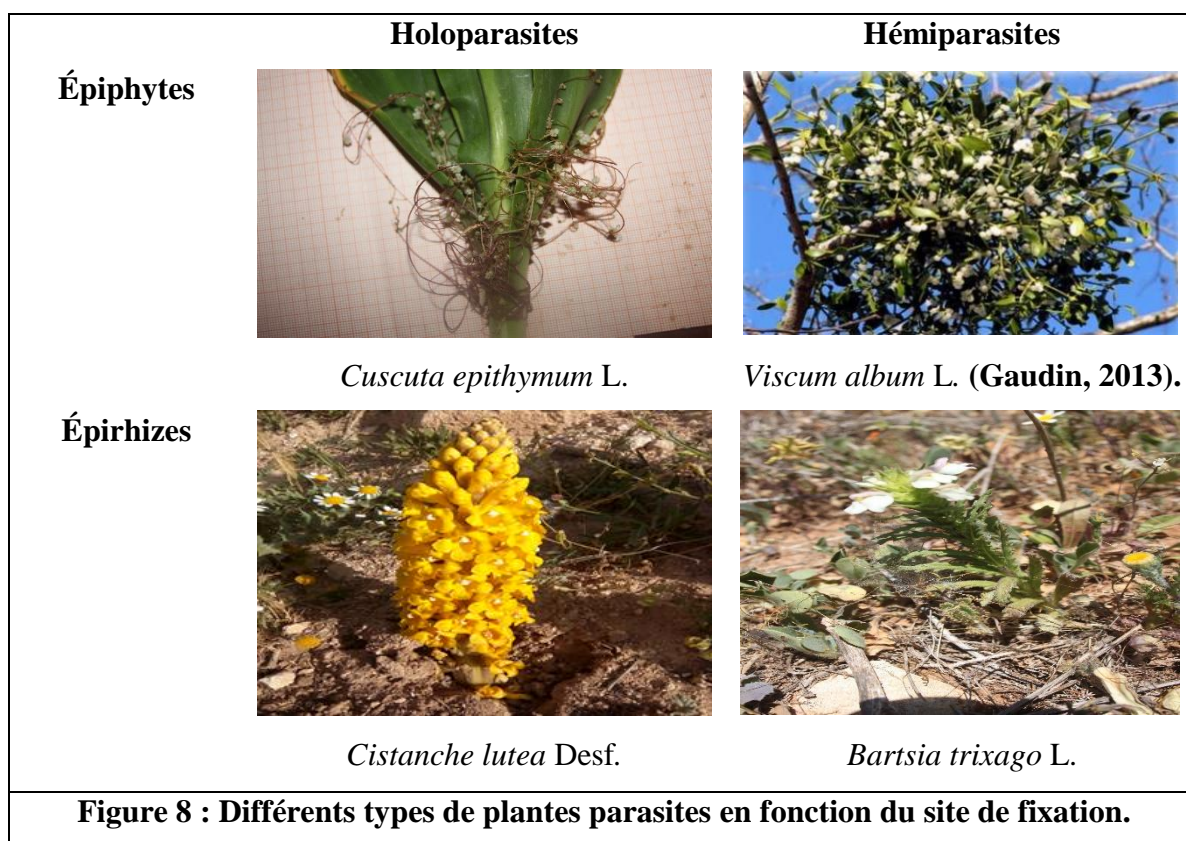 Holoparasites Hémiparasites
Épiphytes
Cuscuta epithymum L. Viscum album L. (Gaudin, 2013).
Épirhizes
Cistanche lutea Desf. Bartsia trixago L.
Figure 8 : Différents types de plantes parasites en fonction du site de fixation.